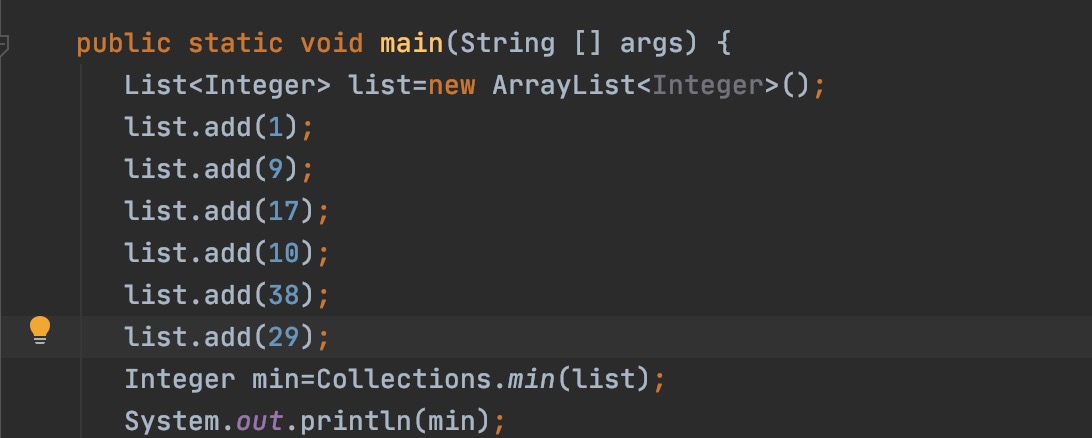 public static void main(String [] args) {
List<Integer> list=new ArrayList<Integer>();
list.add(1);
list.add(9);
list.add(17);
list.add(10);
list.add(38);
list.add(29);
Integer min=Collections.min(list);
System.out.println(min);